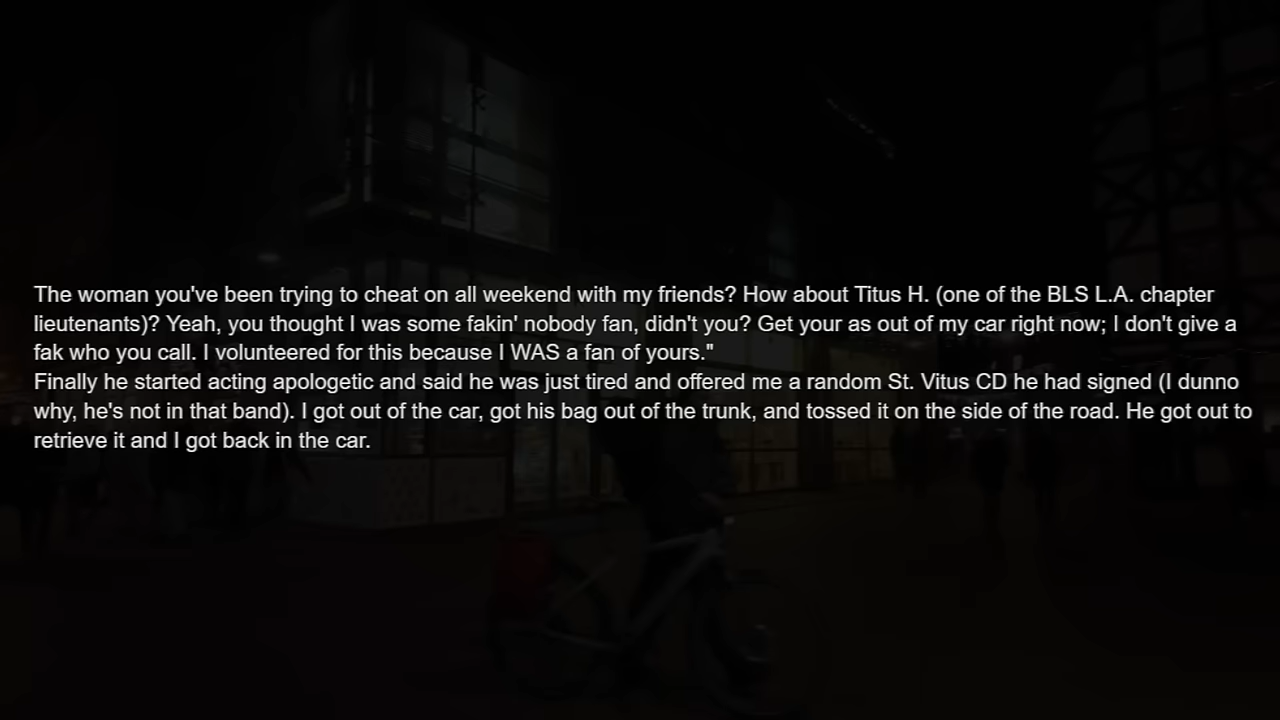 The woman you've been trying to cheat on all weekend with my friends? How about Titus H. (one of the BLS L.A. chapter
lieutenants)? Yeah, you thought I was some fakin' nobody fan, didn't you? Get your as out of my car right now; I don't give a
fak who you call. I volunteered for this because I WAS a fan of yours."
Finally he started acting apologetic and said he was just tired and offered me a random St. Vitus CD he had signed (I dunno
why, he's not in that band). I got out of the car, got his bag out of the trunk, and tossed it on the side of the road. He got out to
retrieve it and I got back in the car.